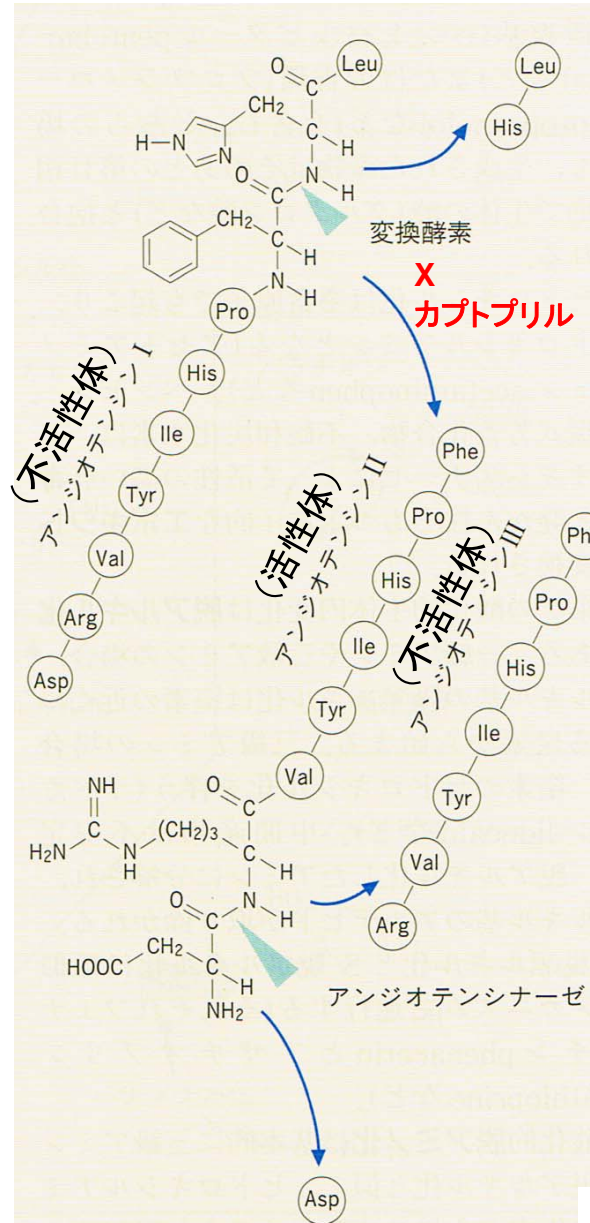 Leu
O
C
CH2
C
H
H–N
N
O
C
N
H
CH2
C
H
N
H
Leu
His
変換酵素
X
カプトプリル
Pro
His
Ile
Tyr
Val
Arg
Asp
(不活性体)
アンジオテンシンI
Phe
Pro
His
Ile
Tyr
Val
(活性体)
アンジオテンシンII
Ph
Pro
His
Ile
Tyr
Val
Arg
(不活性体)
アンジオテンシンIII
NH
C
H2N
N
H
(CH2)3
O
C
C
H
N
H
O
C
CH2
HOOC
C
H
NH2
アンジオテンシナーゼ
Asp